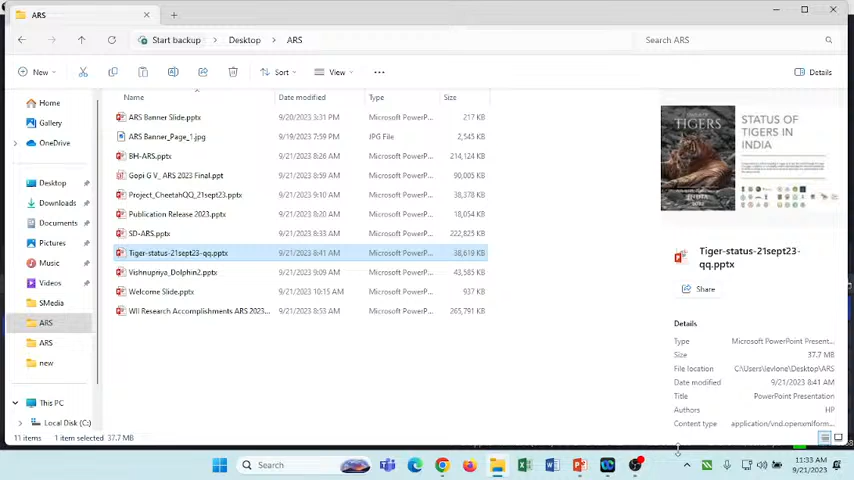 ARS
Start backup > Desktop > ARS
Search ARS
New
Sort
View
Details
Name Date modified Type Size
Home
Gallery
OneDrive
Desktop
Downloads
Documents
Pictures
Music
Videos
SMedia
ARS
ARS
new
This PC
Local Disk (C:)
ARS Banner Slide.pptx 9/20/2023 3:31 PM Microsoft PowerP... 217 KB
ARS Banner_Page_1.jpg 9/19/2023 7:59 PM JPG File 2,545 KB
BH-ARS.pptx 9/21/2023 8:26 AM Microsoft PowerP... 214,124 KB
Gopi G V_ ARS 2023 Final.ppt 9/21/2023 8:26 AM Microsoft PowerP... 90,005 KB
Project_CheetahQQ_21sept23.pptx 9/21/2023 9:10 AM Microsoft PowerP... 38,378 KB
Publication Release 2023.pptx 9/21/2023 8:20 AM Microsoft PowerP... 18,054 KB
SD-ARS.pptx 9/21/2023 8:33 AM Microsoft PowerP... 222,825 KB
Tiger-status-21sept23-qq.pptx 9/21/2023 8:41 AM Microsoft PowerP... 38,619 KB
Vishnupriya_Dolphin2.pptx 9/21/2023 9:09 AM Microsoft PowerP... 43,585 KB
Welcome Slide.pptx 9/21/2023 10:15 AM Microsoft PowerP... 937 KB
WII Research Accomplishments ARS 2023... 9/21/2023 8:53 AM Microsoft PowerP... 265,791 KB
TIGERS
STATUS OF
TIGERS IN
INDIA
Tiger-status-21sept23-
qq.pptx
Share
Details
Type Microsoft PowerPoint Present...
Size 37.7 MB
File location C:\Users\levlone\Desktop\ARS
Date modified 9/21/2023 8:41 AM
Title PowerPoint Presentation
Authors HP
Content type application/vnd.openxmlform...
11 items 1 item selected 37.7 MB
Search
11:33 AM
9/21/2023